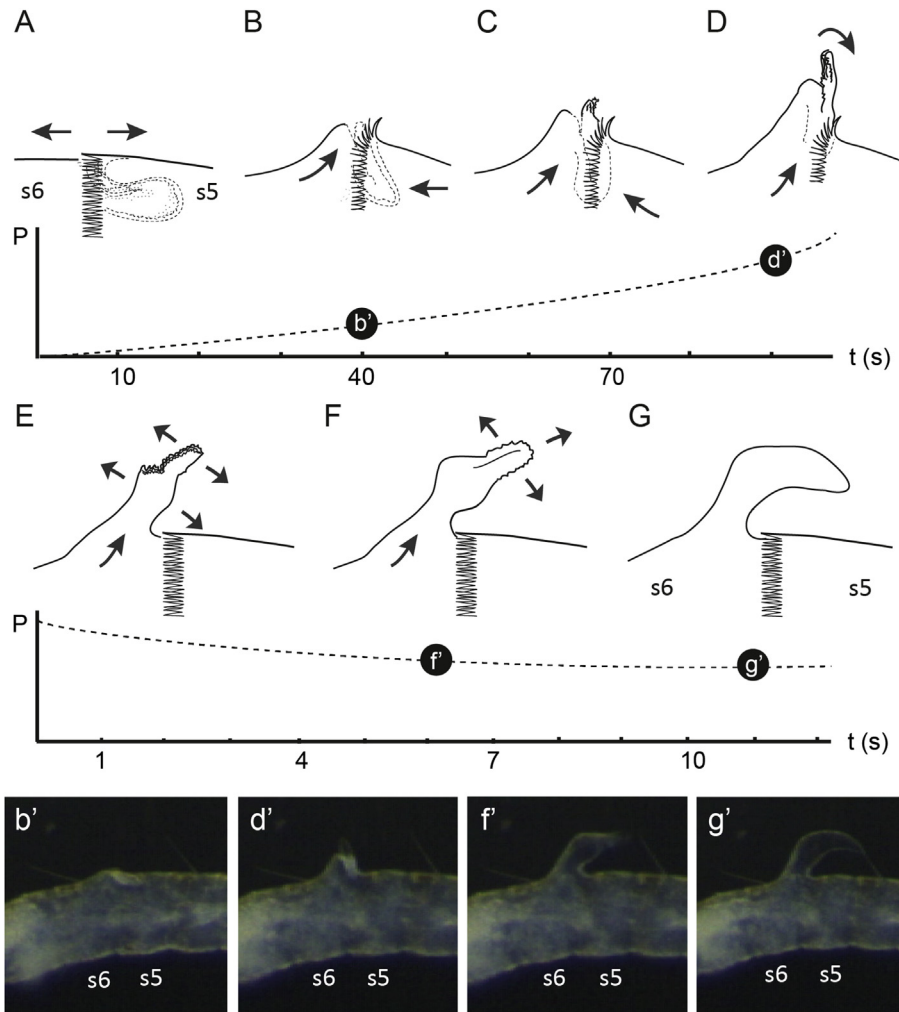 A B C D
s6 s5
P
b' d'
t (s)
10 40 70
E F G
s6 s5
P
f' g'
t (s)
1 4 7 10
b' d' f' g'
s6 s5 s6 s5 s6 s5 s6 s5